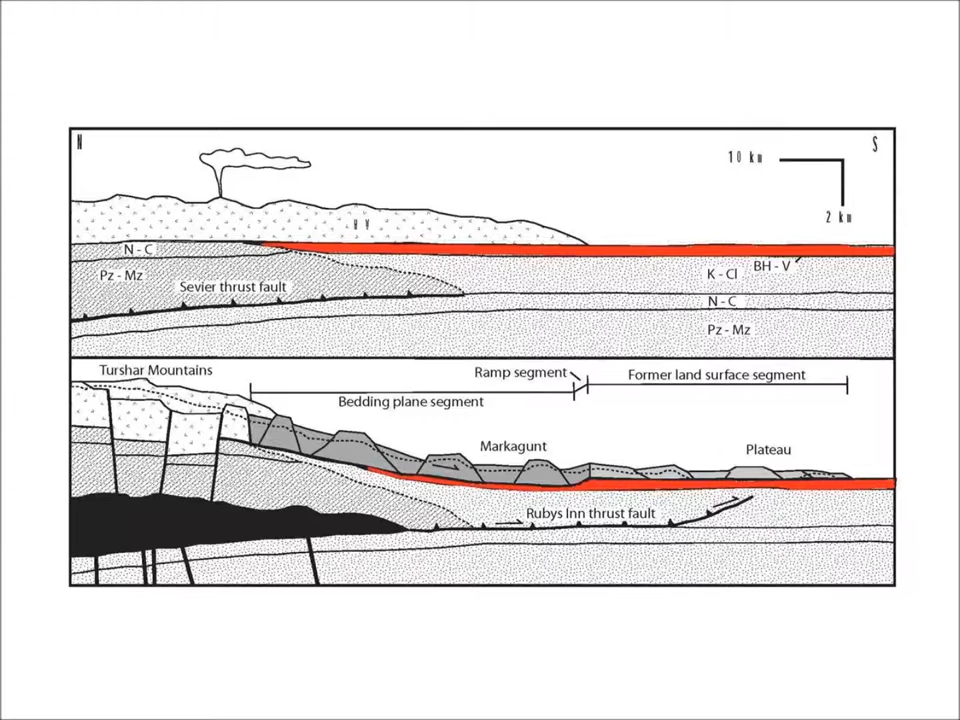 N
S
10 km
2 km
N - C
Pz - Mz
Sevier thrust fault
BH - V
K - Cl
N - C
Pz - Mz
Turshar Mountains
Ramp segment
Former land surface segment
Bedding plane segment
Markagunt
Plateau
Rubys Inn thrust fault